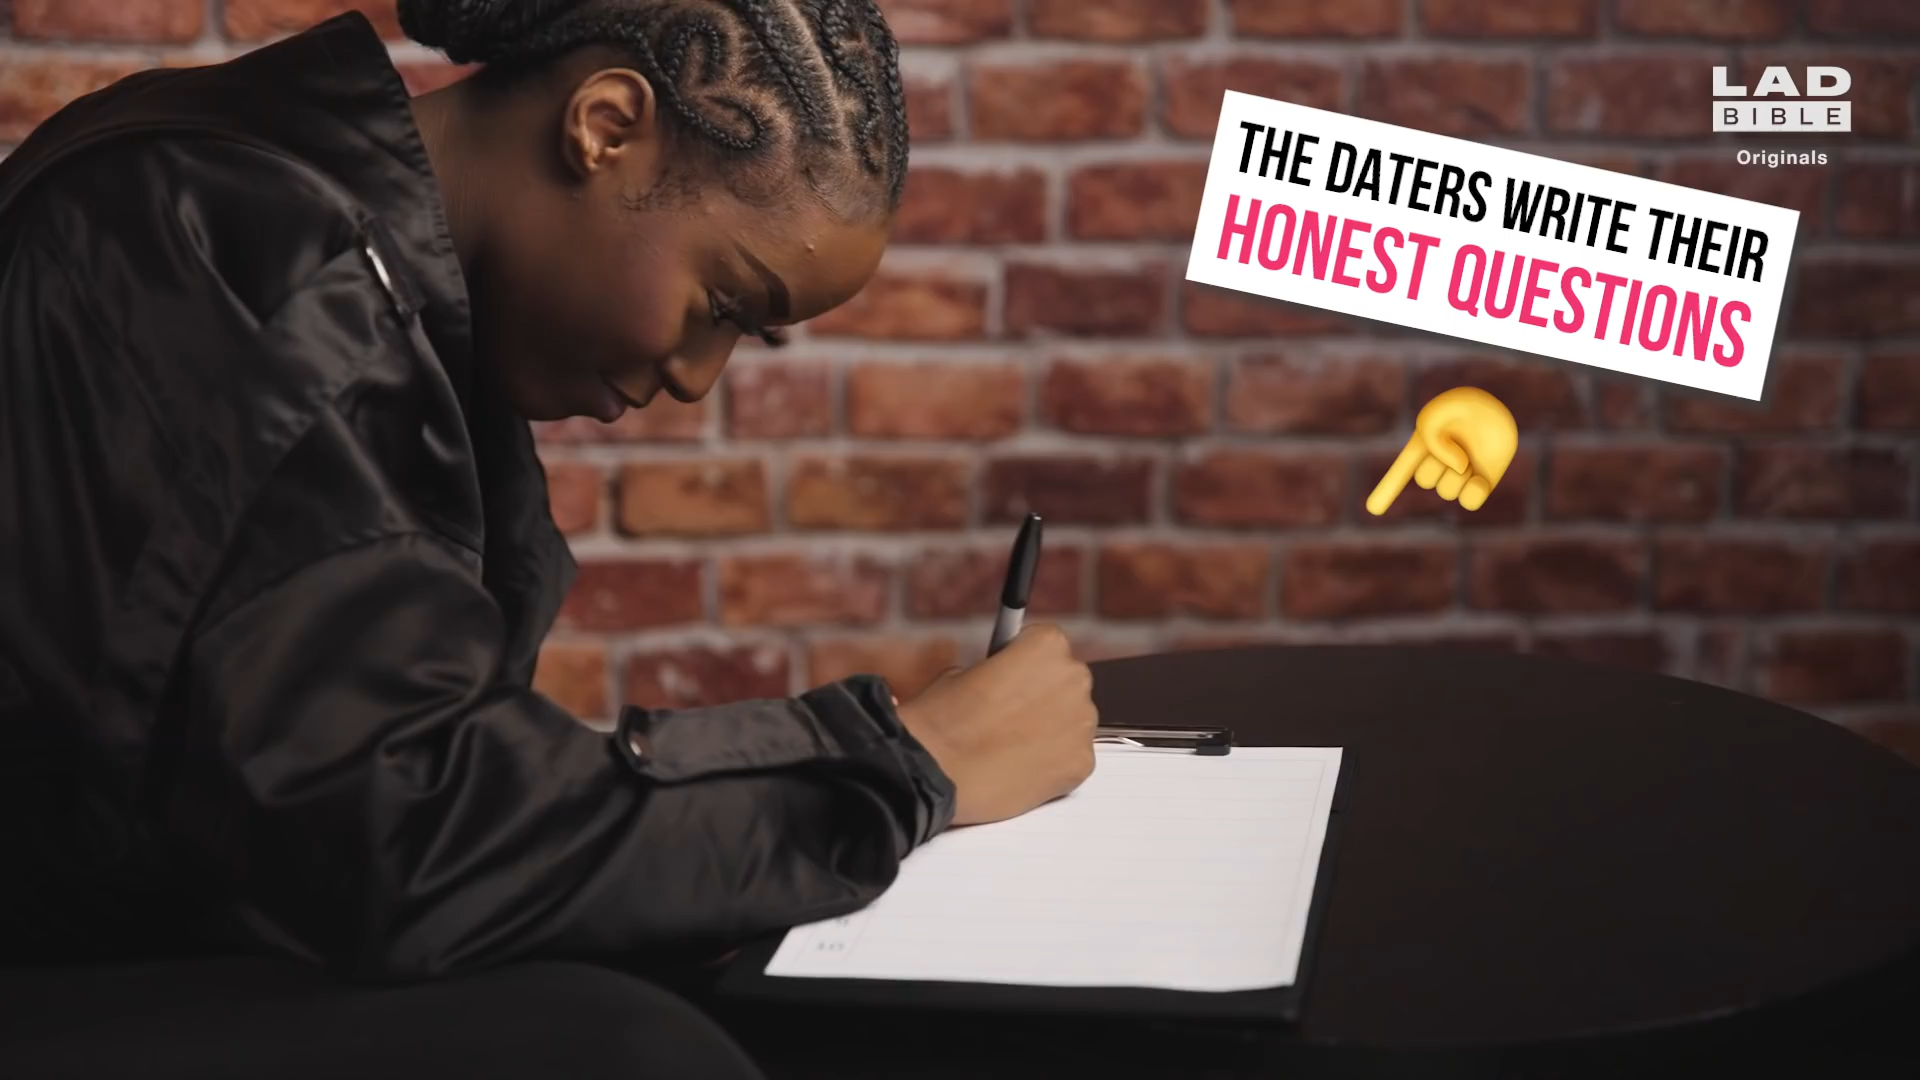 LAD
BIBLE
Originals
THE DATERS WRITE THEIR
HONEST QUESTIONS